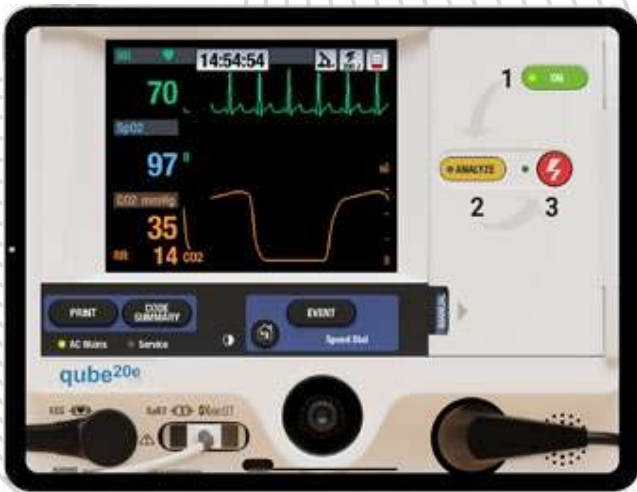 HR
14:54:54
70
SpO2
97
CO2 mmHg
35
RR
14
CO2
1
ON
ANALYZE
2
3
PRINT
CODE
SUMMARY
EVENT
MANUAL
AC Mains
Service
Speed Dial
qube20e
ECG